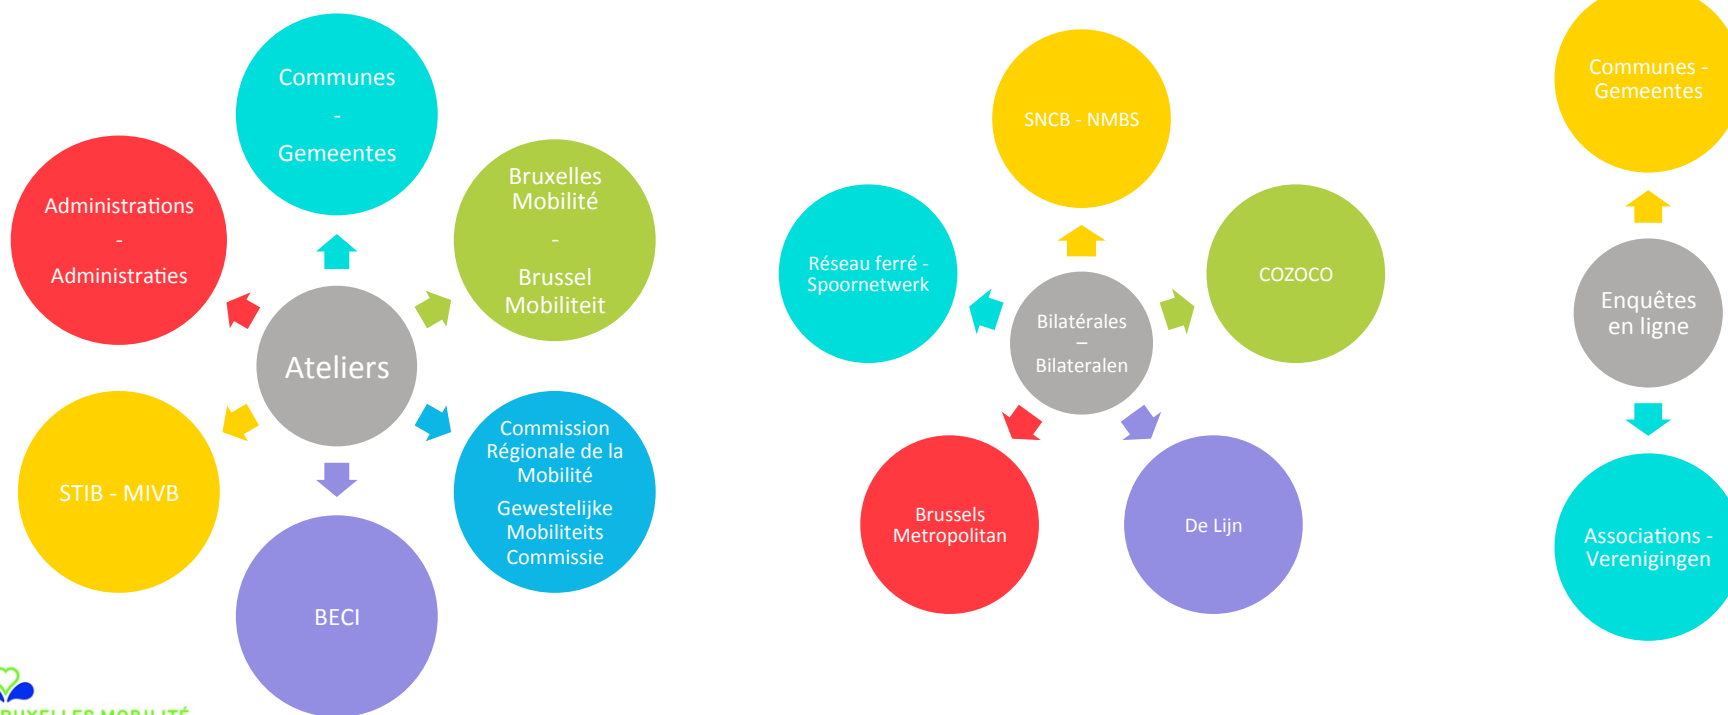 Communes
-
Gemeentes
Bruxelles
Mobilité
-
Brussel
Mobiliteit
Commission
Régionale de la
Mobilité
Gewestelijke
Mobiliteits
Commissie
BECI
STIB - MIVB
Administrations
-
Administraties
Ateliers
SNCB - NMBS
COZOCO
De Lijn
Brussels
Metropolitan
Réseau ferré -
Spoornetwerk
Bilatérales
–
Bilateralen
Communes -
Gemeentes
Enquêtes
en ligne
Associations -
Verenigingen
BRUXELLES MOBILITÉ